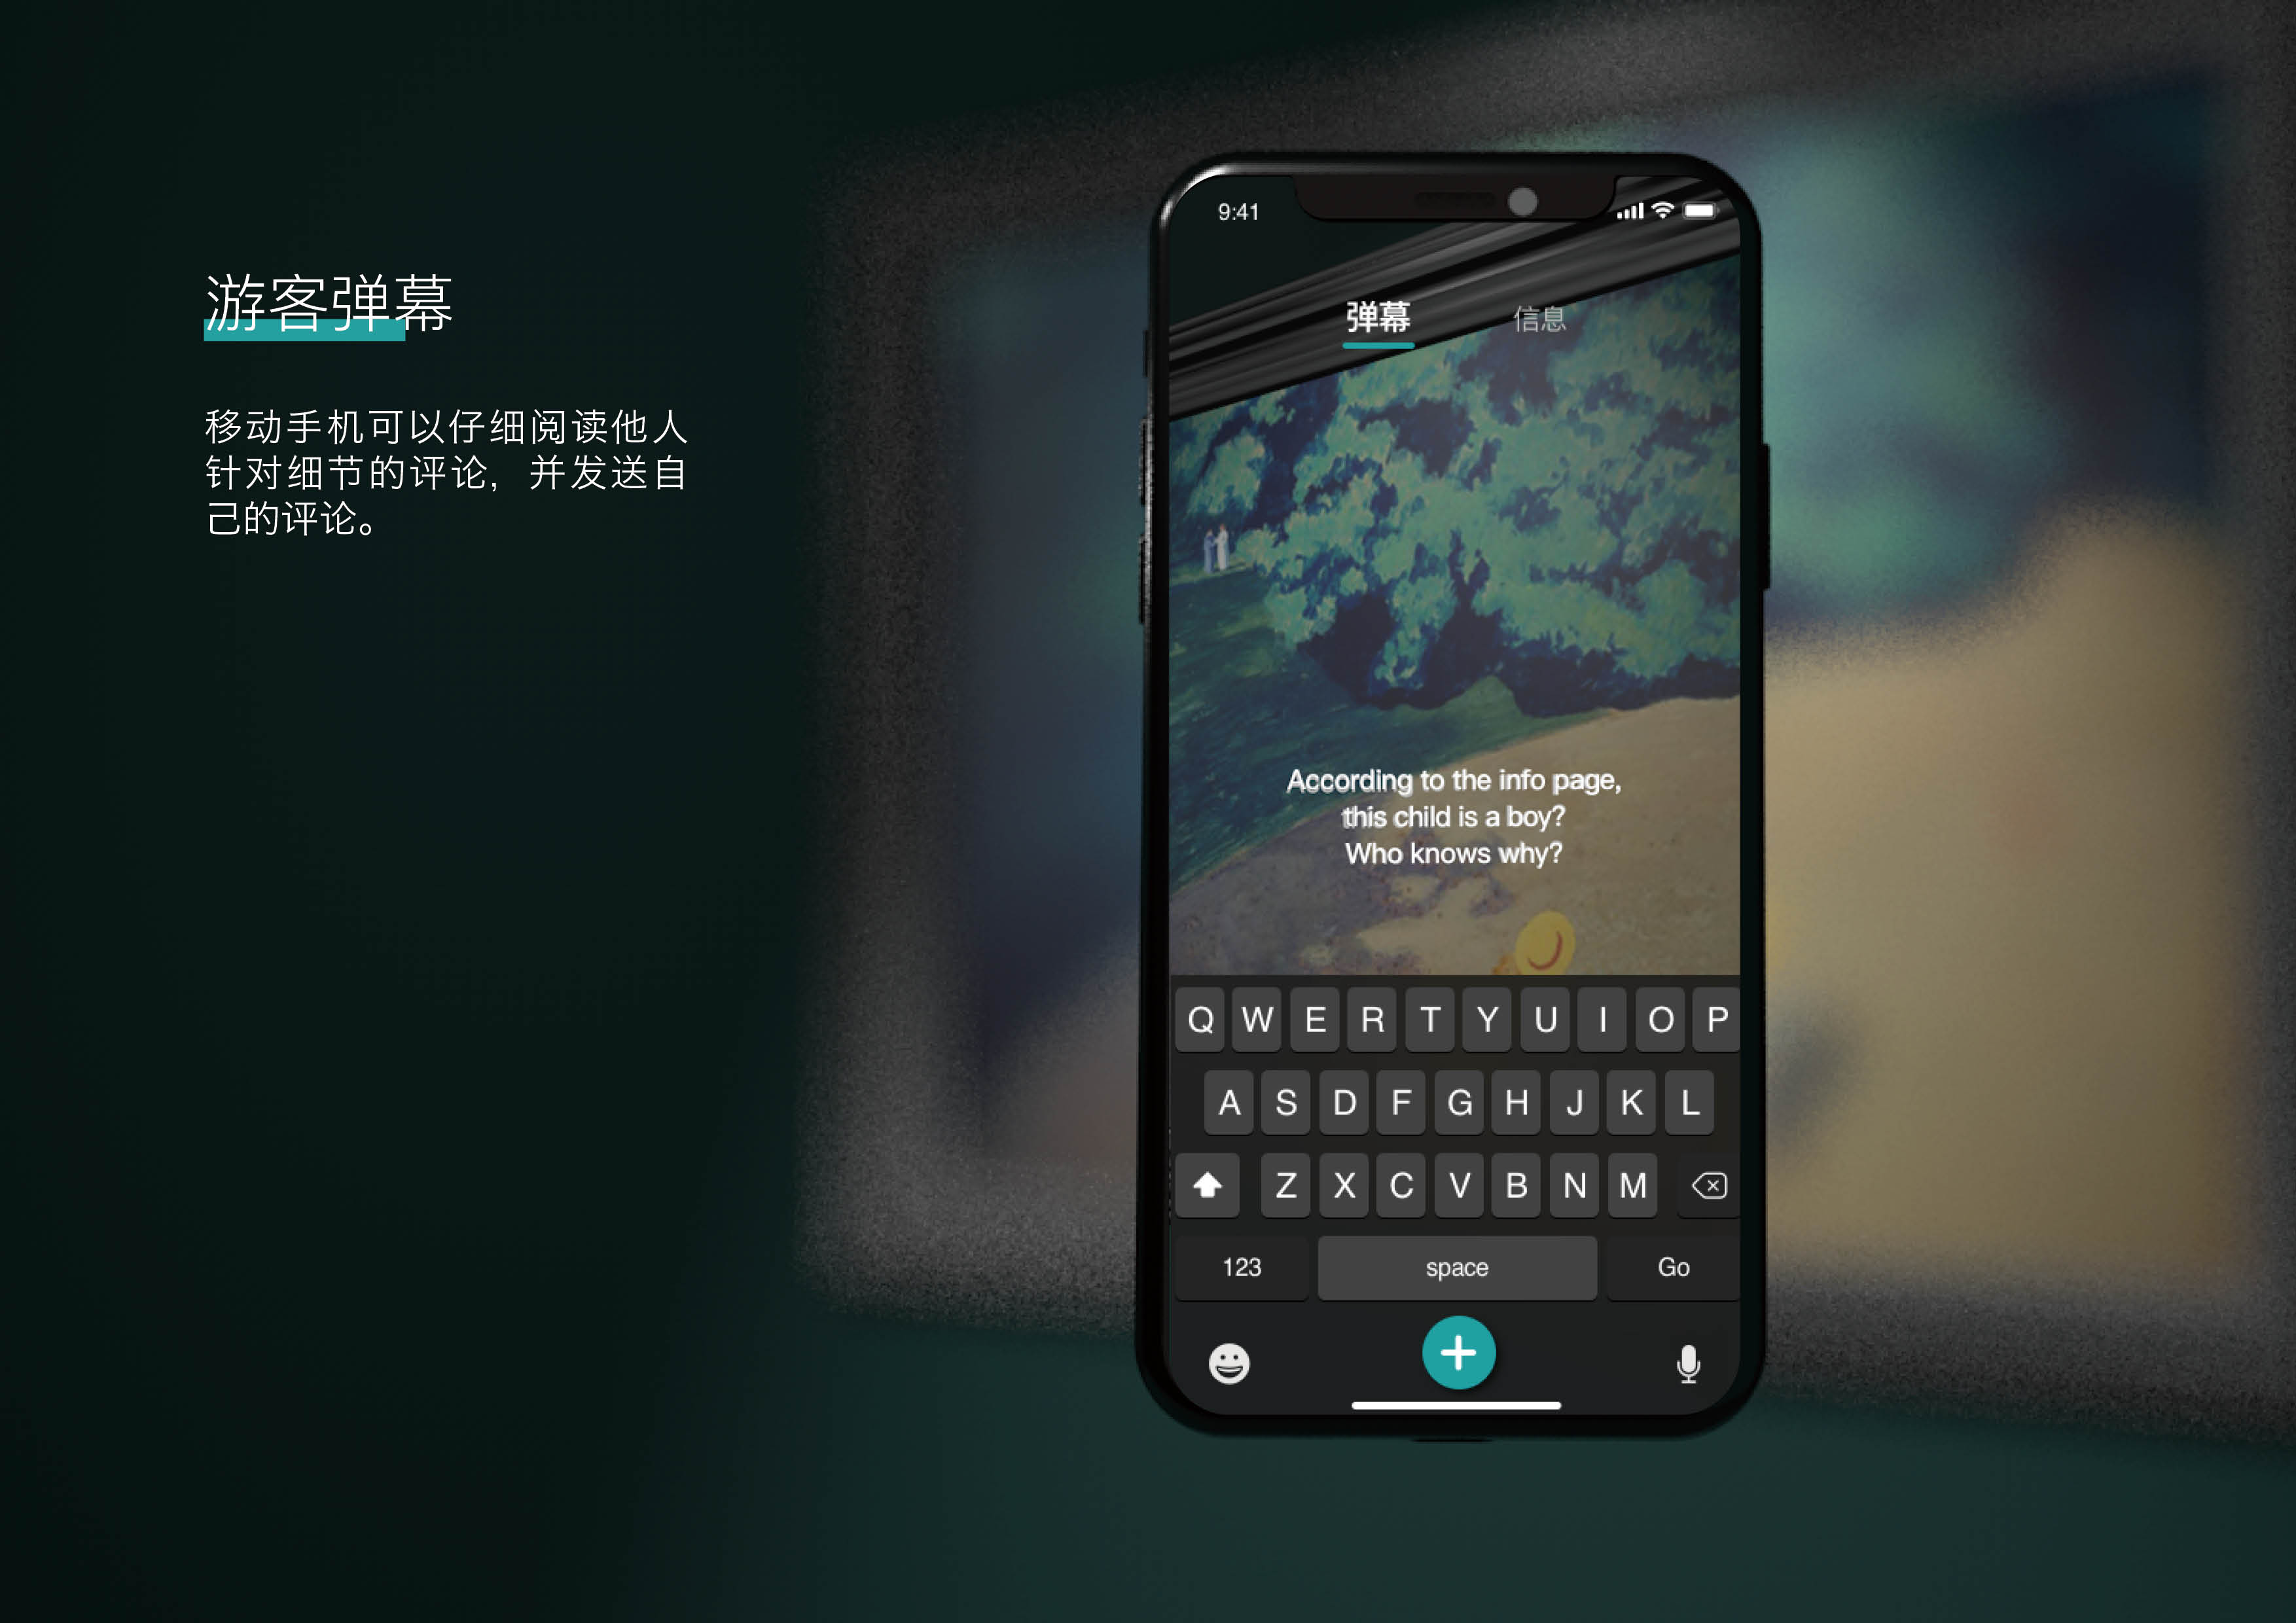 游客弹幕
移动手机可以仔细阅读他人
针对细节的评论，并发送自
己的评论。
9:41
弹幕 信息
According to the info page,
this child is a boy?
Who knows why?
Q W E R T Y U I O P
A S D F G H J K L
Z X C V B N M
123 space Go